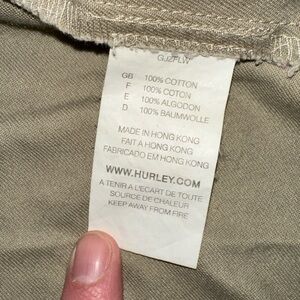 GJZFLW
GB 100% COTTON
F 100% COTON
E 100% ALGODON
D 100% BAUMWOLLE
MADE IN HONG KONG
FAIT A HONG KONG
FABRICADO EM HONG KONG
WWW.HURLEY.COM
A TENIR A L'ECART DE TOUTE
SOURCE DE CHALEUR
KEEP AWAY FROM FIRE